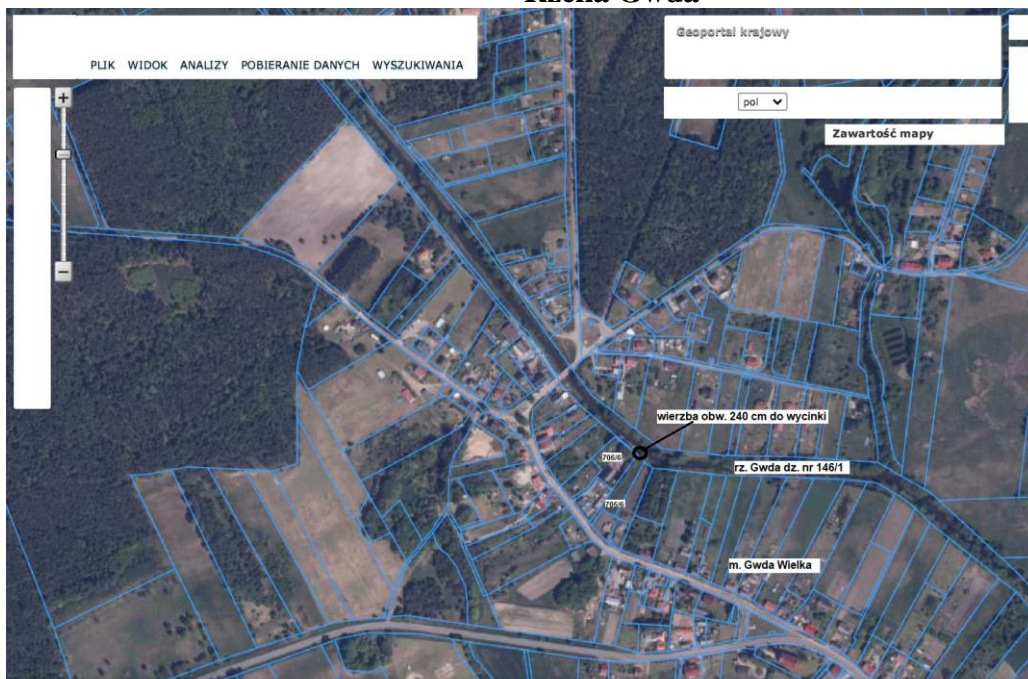 Rzeka Gwda
Geoportal krajowy
PLIK WIDOK ANALIZY POBIERANIE DANYCH WYSZUKIWANIA
pol
Zawartość mapy
wierzba obw. 240 cm do wycinki
706/6
rz. Gwda dz. nr 146/1
705/6
m. Gwda Wielka